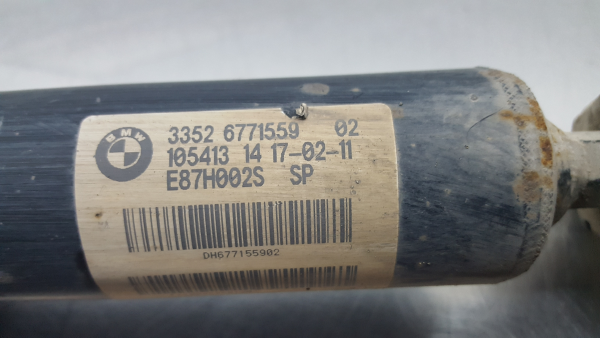 BMW
3352 6771559 02
105413 14 17-02-11
E87H002S SP
DH677155902